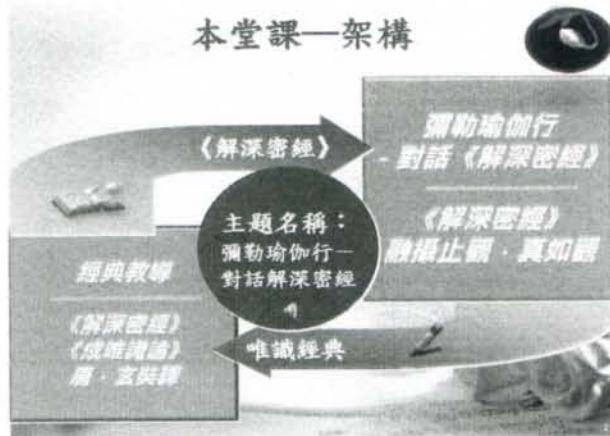 本堂課—架構
《解深密經》
彌勒瑜伽行
- 對話《解深密經》
《解深密經》
融攝止觀．真如觀
主題名稱：
彌勒瑜伽行—
對話解深密經
經典教導
《解深密經》
《成唯識論》
唐．玄奘譯
唯識經典